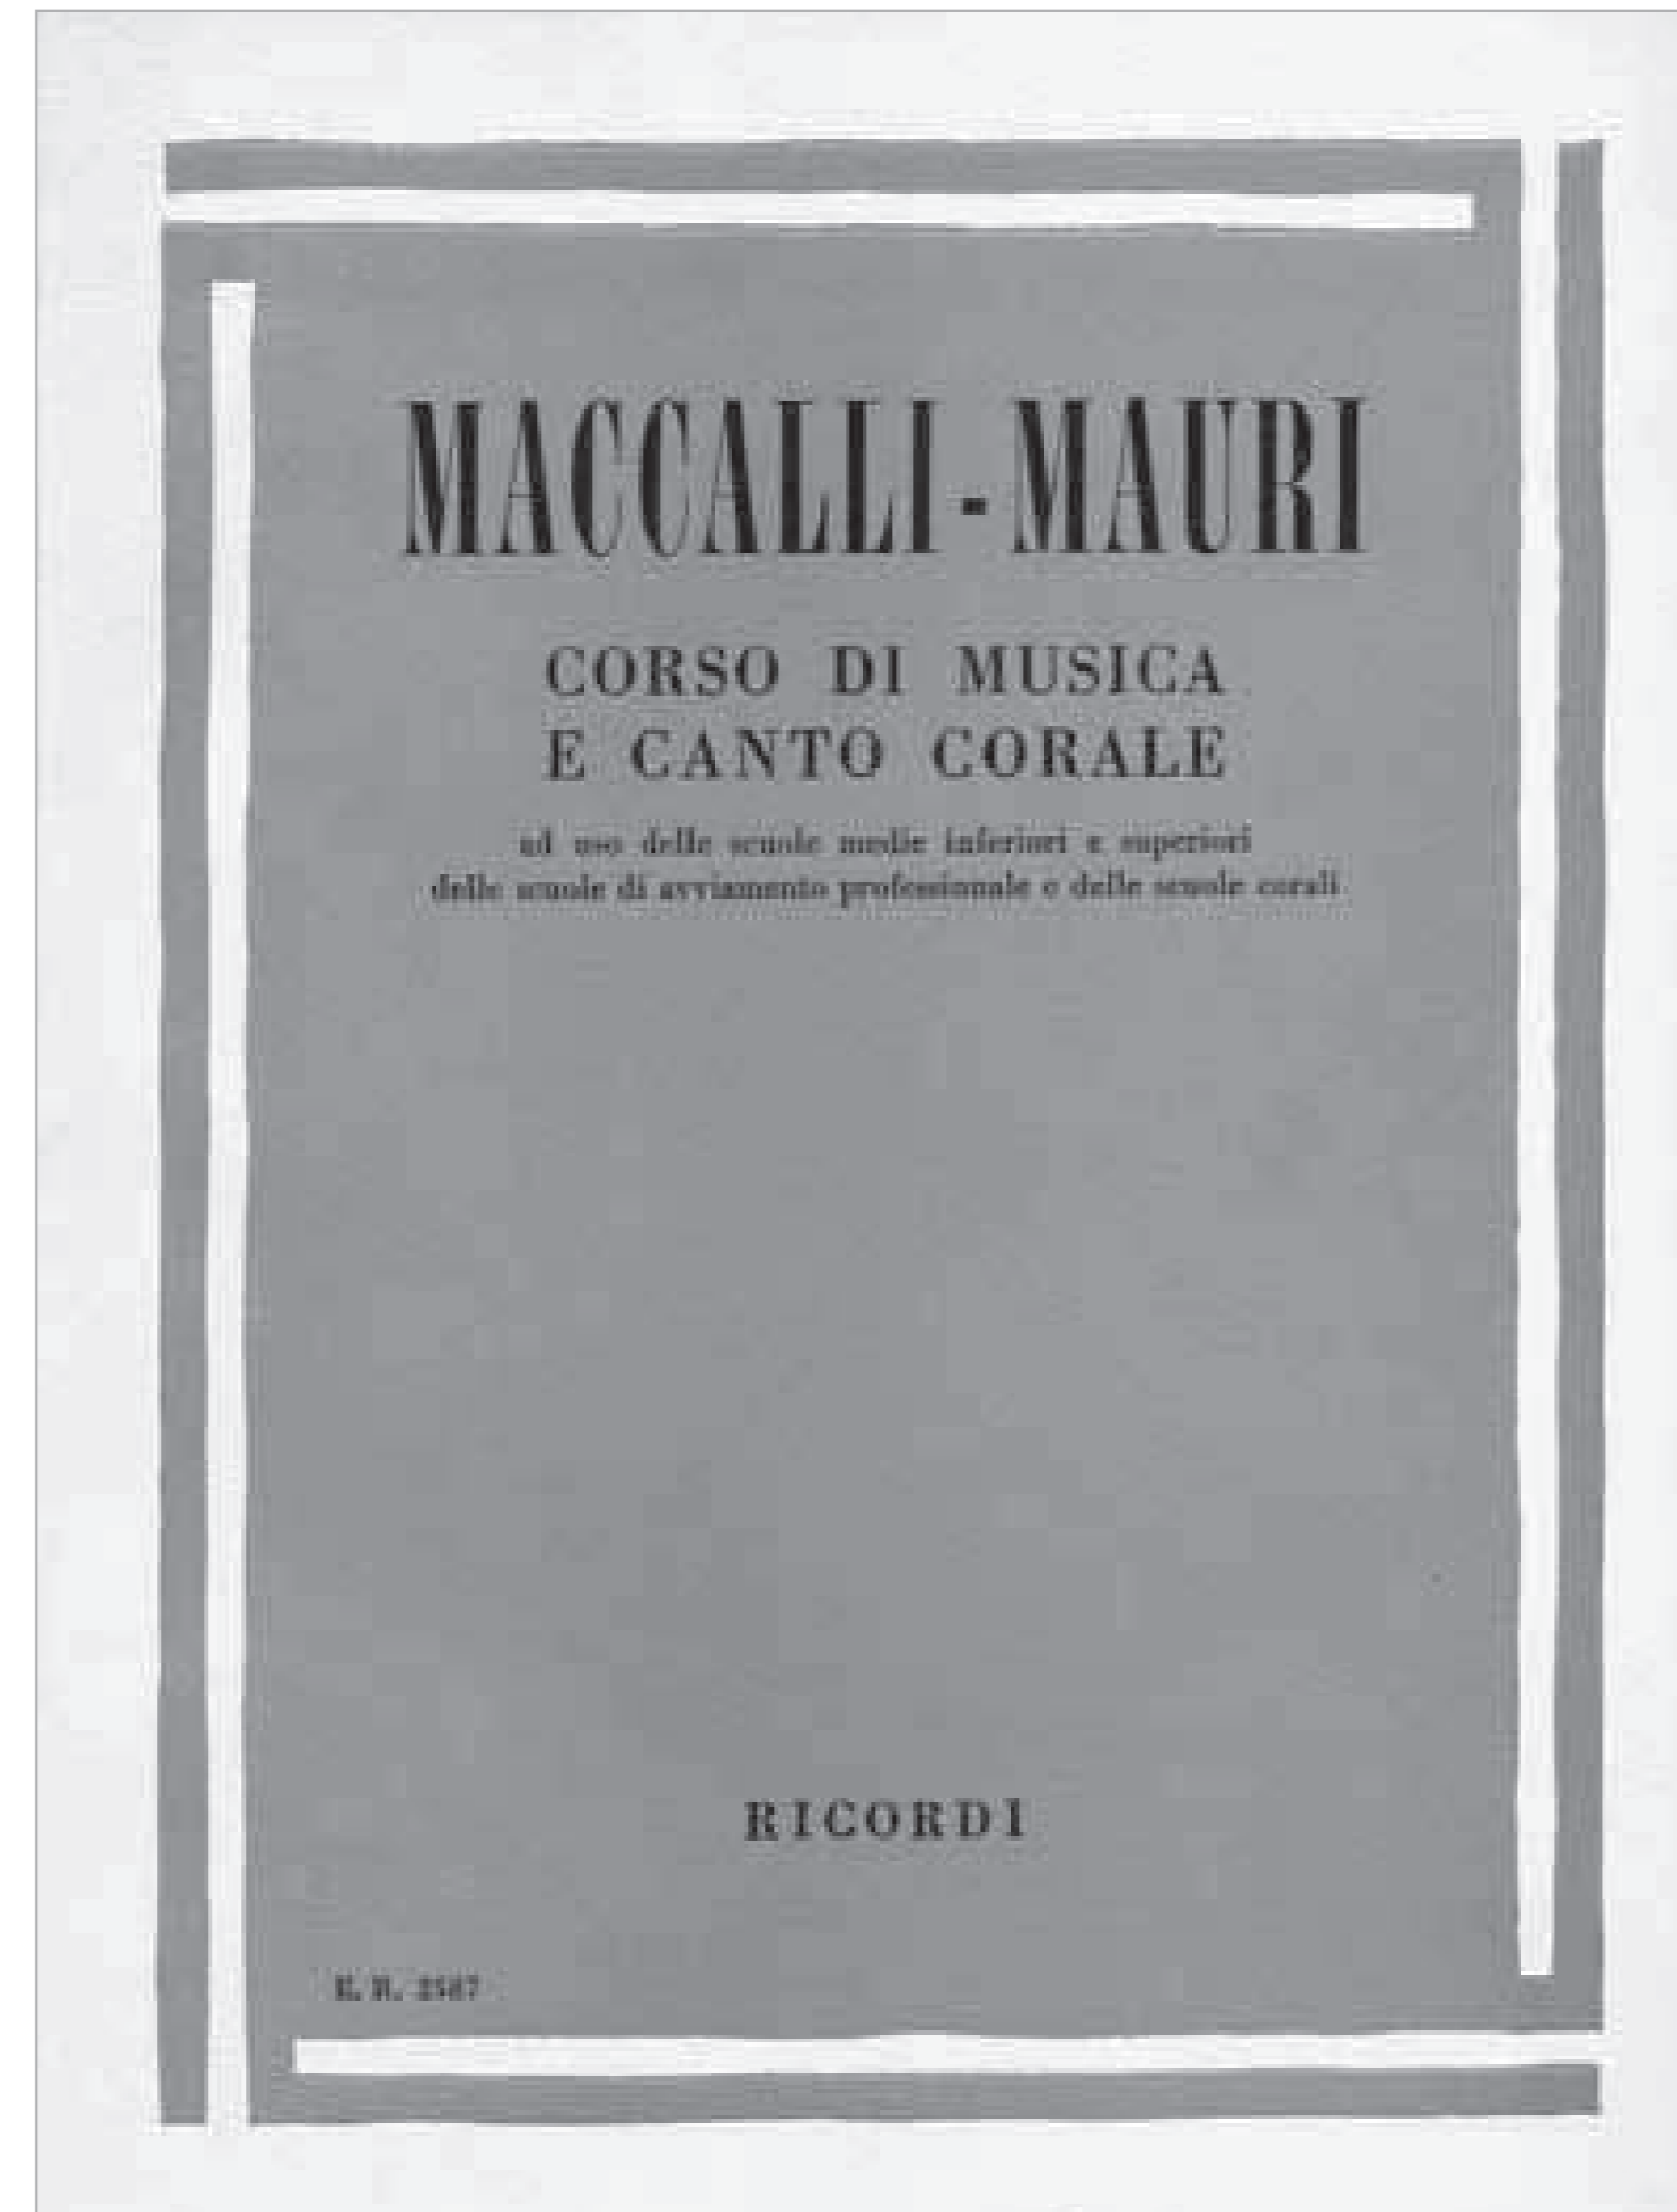 MACCALLI - MAURI
CORSO DI MUSICA
E CANTO CORALE
ad uso delle scuole medie inferiori e superiori
delle scuole di avviamento professionale e delle scuole corali
RICORDI
E. R.